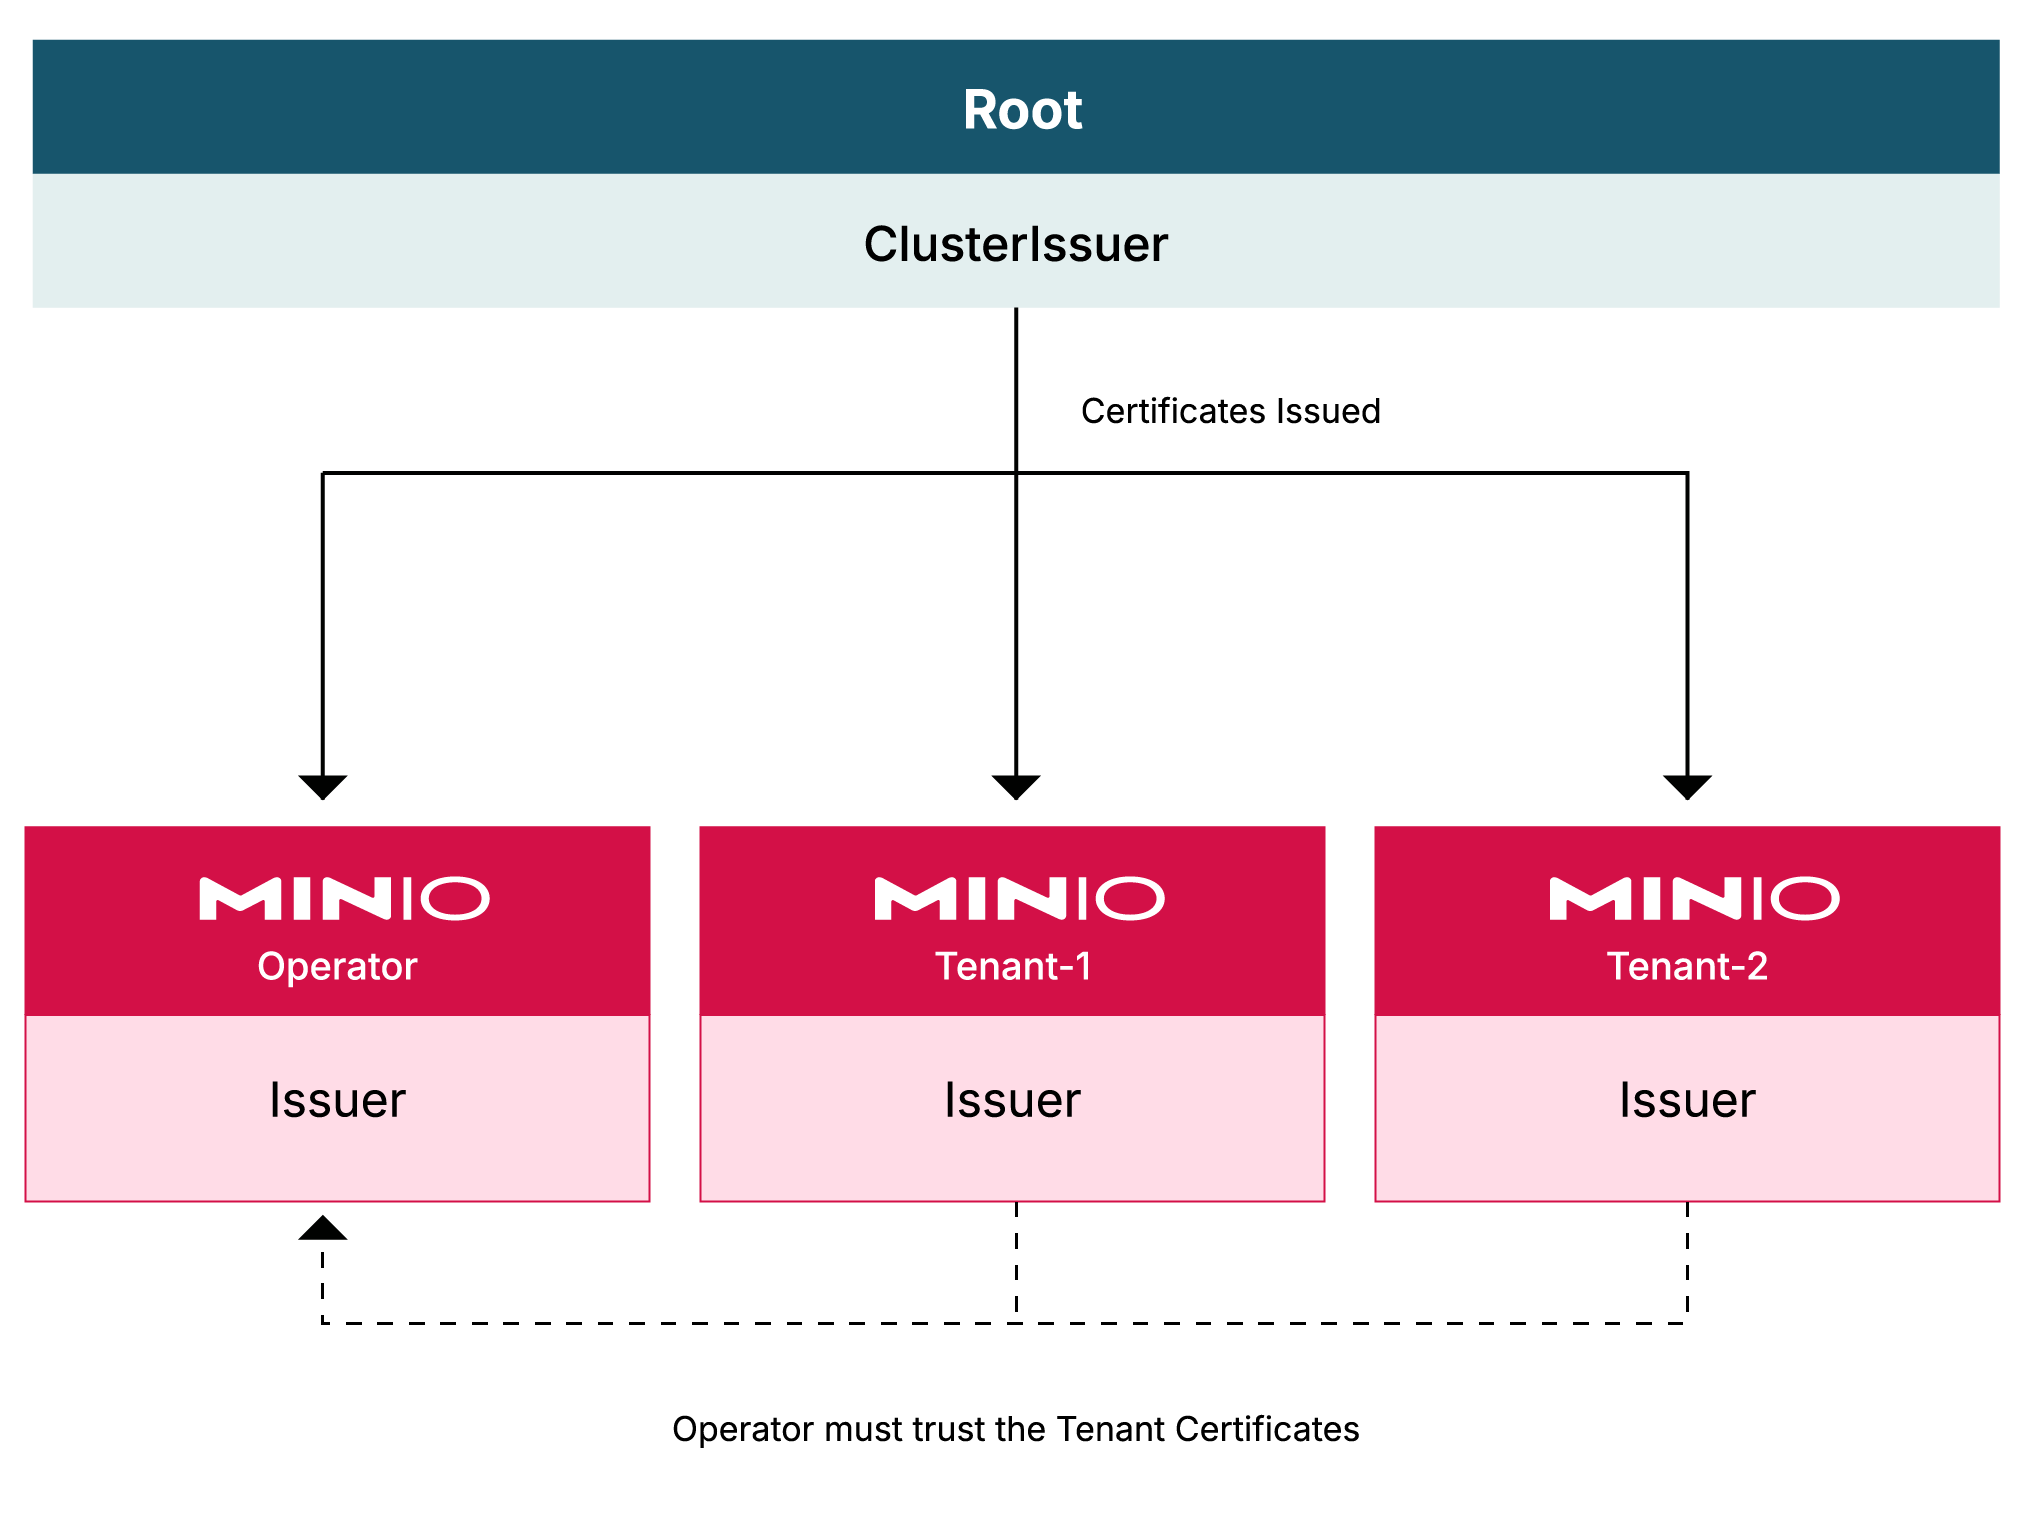 Root
ClusterIssuer
Certificates Issued
MINIO
Operator
Issuer
MINIO
Tenant-1
Issuer
MINIO
Tenant-2
Issuer
Operator must trust the Tenant Certificates